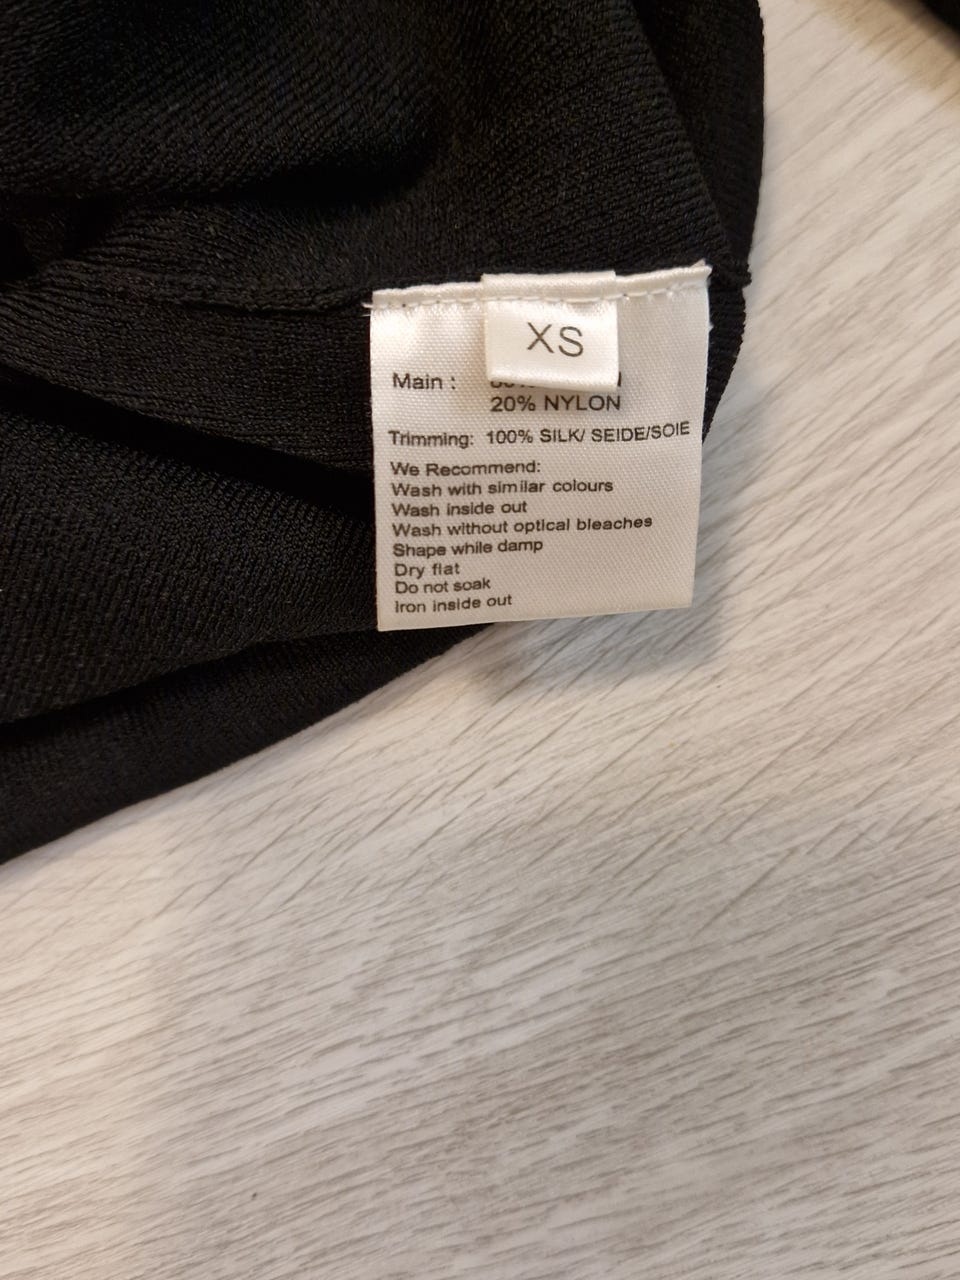 XS
Main :
20% NYLON
Trimming: 100% SILK/ SEIDE/SOIE
We Recommend:
Wash with similar colours
Wash inside out
Wash without optical bleaches
Shape while damp
Dry flat
Do not soak
Iron inside out